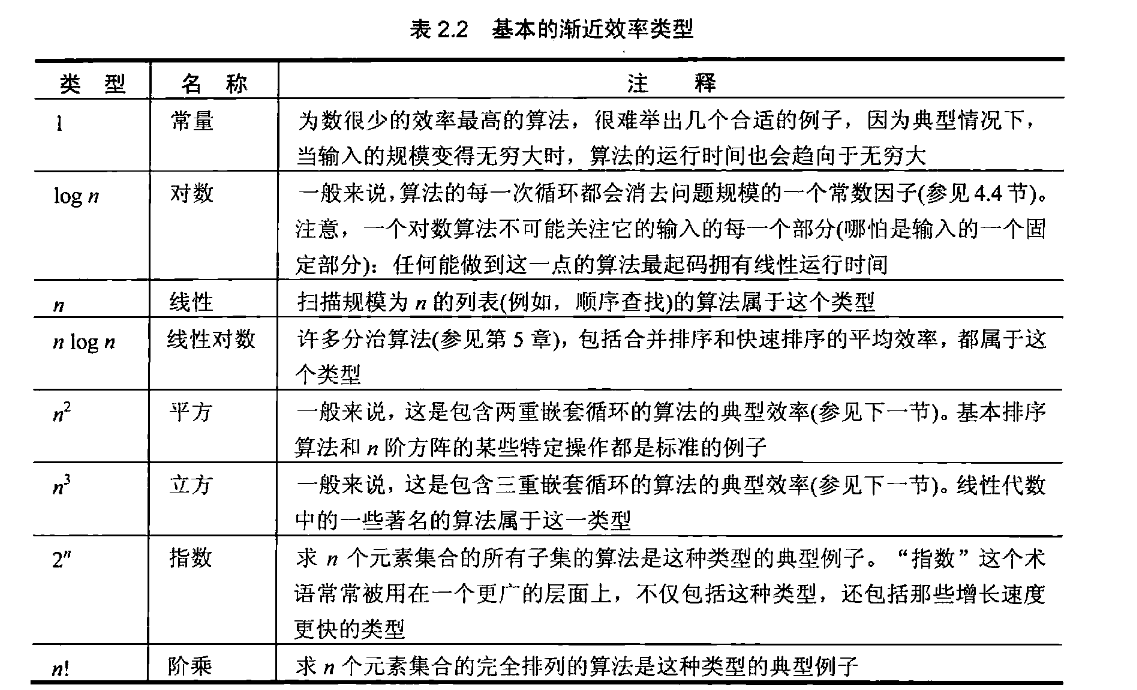 表 2.2 基本的渐近效率类型
类 型 名 称 注 释
1 常量 为数很少的效率最高的算法，很难举出几个合适的例子，因为典型情况下，
当输入的规模变得无穷大时，算法的运行时间也会趋向于无穷大
log n 对数 一般来说，算法的每一次循环都会消去问题规模的一个常数因子(参见 4.4 节)。
注意，一个对数算法不可能关注它的输入的每一个部分(哪怕是输入的一个固
定部分)：任何能做到这一点的算法最起码拥有线性运行时间
n 线性 扫描规模为 n 的列表(例如，顺序查找)的算法属于这个类型
n log n 线性对数 许多分治算法(参见第 5 章)，包括合并排序和快速排序的平均效率，都属于这
个类型
n² 平方 一般来说，这是包含两重嵌套循环的算法的典型效率(参见下一节)。基本排序
算法和 n 阶方阵的某些特定操作都是标准的例子
n³ 立方 一般来说，这是包含三重嵌套循环的算法的典型效率(参见下一节)。线性代数
中的一些著名的算法属于这一类型
2ⁿ 指数 求 n 个元素集合的所有子集的算法是这种类型的典型例子。“指数”这个术
语常常被用在一个更广的层面上，不仅包括这种类型，还包括那些增长速度
更快的类型
n! 阶乘 求 n 个元素集合的完全排列的算法是这种类型的典型例子